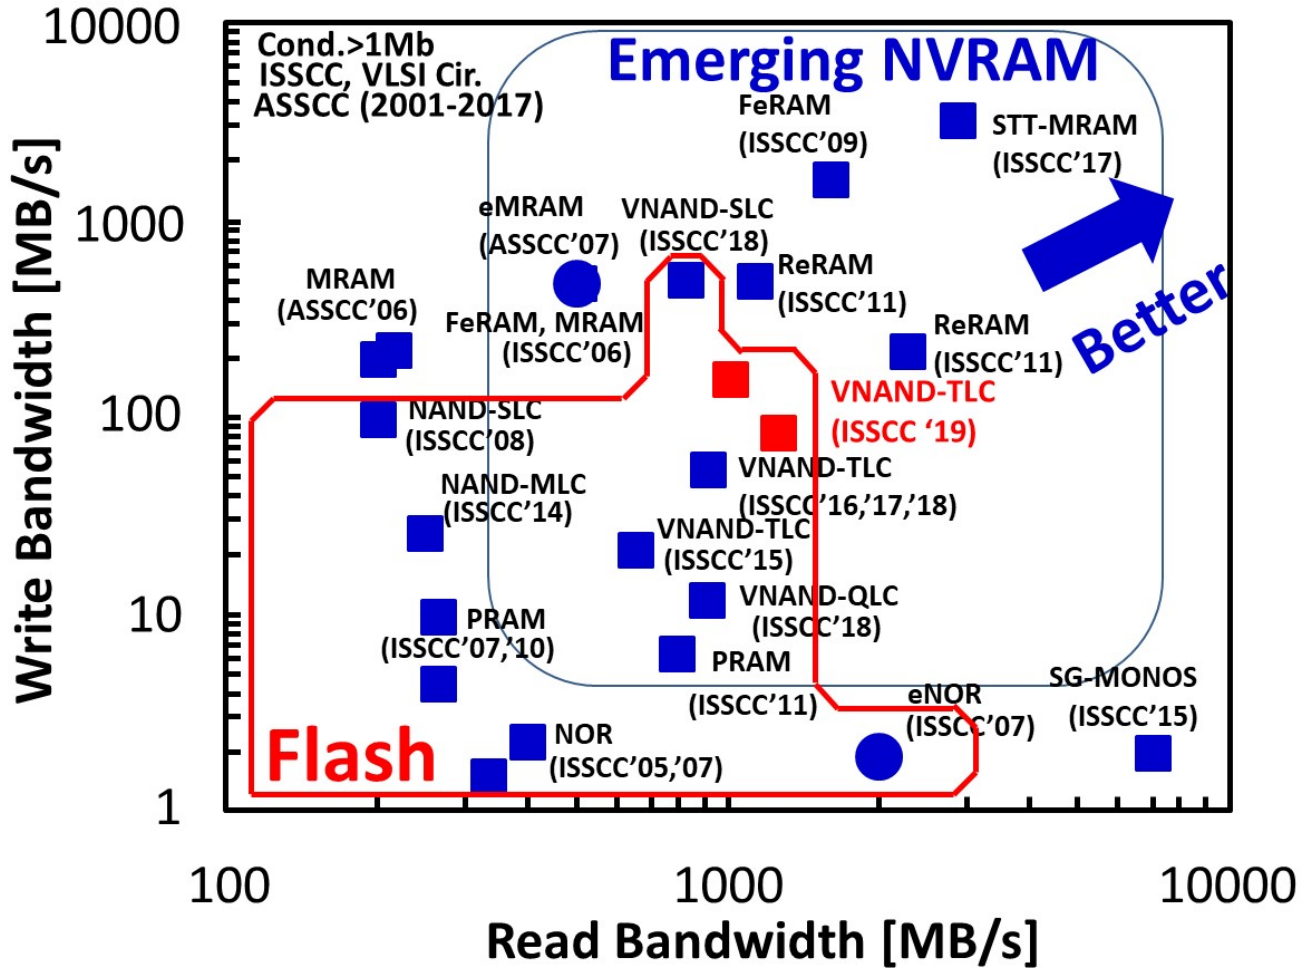 10000
1000
100
10
1
Write Bandwidth [MB/s]
Cond.>1Mb
ISSCC, VLSI Cir.
ASSCC (2001-2017)
Emerging NVRAM
FeRAM
(ISSCC’09)
STT-MRAM
(ISSCC’17)
eMRAM
(ASSCC’07)
VNAND-SLC
(ISSCC’18)
ReRAM
(ISSCC’11)
Better
MRAM
(ASSCC’06)
FeRAM, MRAM
(ISSCC’06)
ReRAM
(ISSCC’11)
VNAND-TLC
(ISSCC ‘19)
NAND-SLC
(ISSCC’08)
VNAND-TLC
(ISSCC’16,’17,’18)
NAND-MLC
(ISSCC’14)
VNAND-TLC
(ISSCC’15)
VNAND-QLC
(ISSCC’18)
PRAM
(ISSCC’07,’10)
PRAM
(ISSCC’11)
SG-MONOS
(ISSCC’15)
eNOR
(ISSCC’07)
NOR
(ISSCC’05,’07)
Flash
100
1000
10000
Read Bandwidth [MB/s]